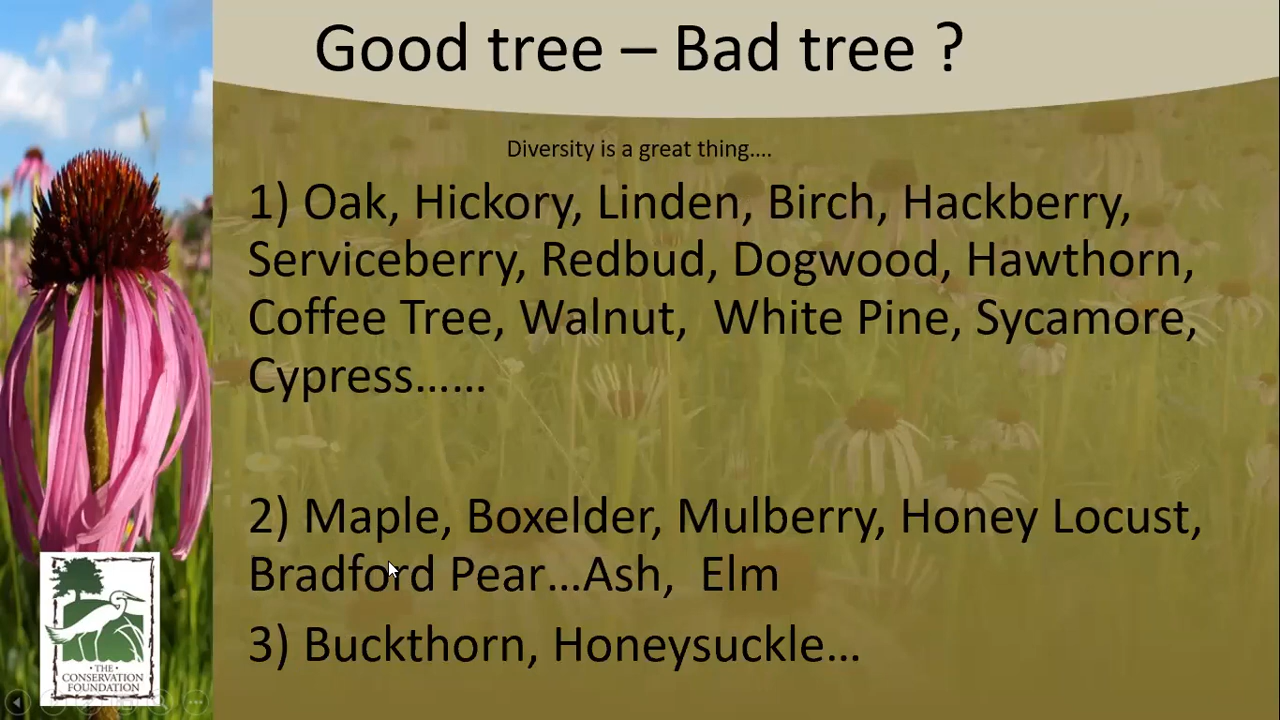 Good tree – Bad tree ?
Diversity is a great thing....
1) Oak, Hickory, Linden, Birch, Hackberry,
Serviceberry, Redbud, Dogwood, Hawthorn,
Coffee Tree, Walnut,  White Pine, Sycamore,
Cypress……
2) Maple, Boxelder, Mulberry, Honey Locust,
Bradford Pear…Ash,  Elm
3) Buckthorn, Honeysuckle…
· THE
CONSERVATION
FOUNDATION